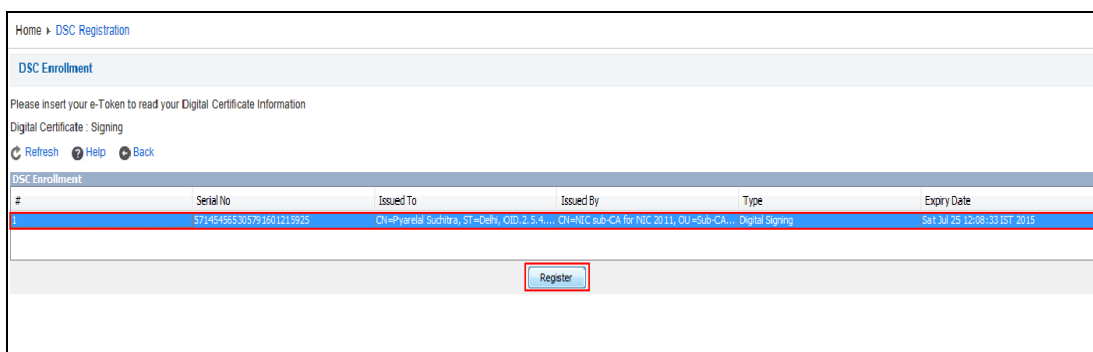 Home DSC Registration
DSC Enrollment
Please insert your e-Token to read your Digital Certificate Information
Digital Certificate : Signing
Refresh Help Back
DSC Enrollment
# Serial No Issued To Issued By Type Expiry Date
1 571454565305791601215925 CN=Pyarelal Suchitra, ST=Delhi, OID.2.5.4.... CN=NIC sub-CA for NIC 2011, OU=Sub-CA... Digital Signing Sat Jul 25 12:08:33 IST 2015
Register